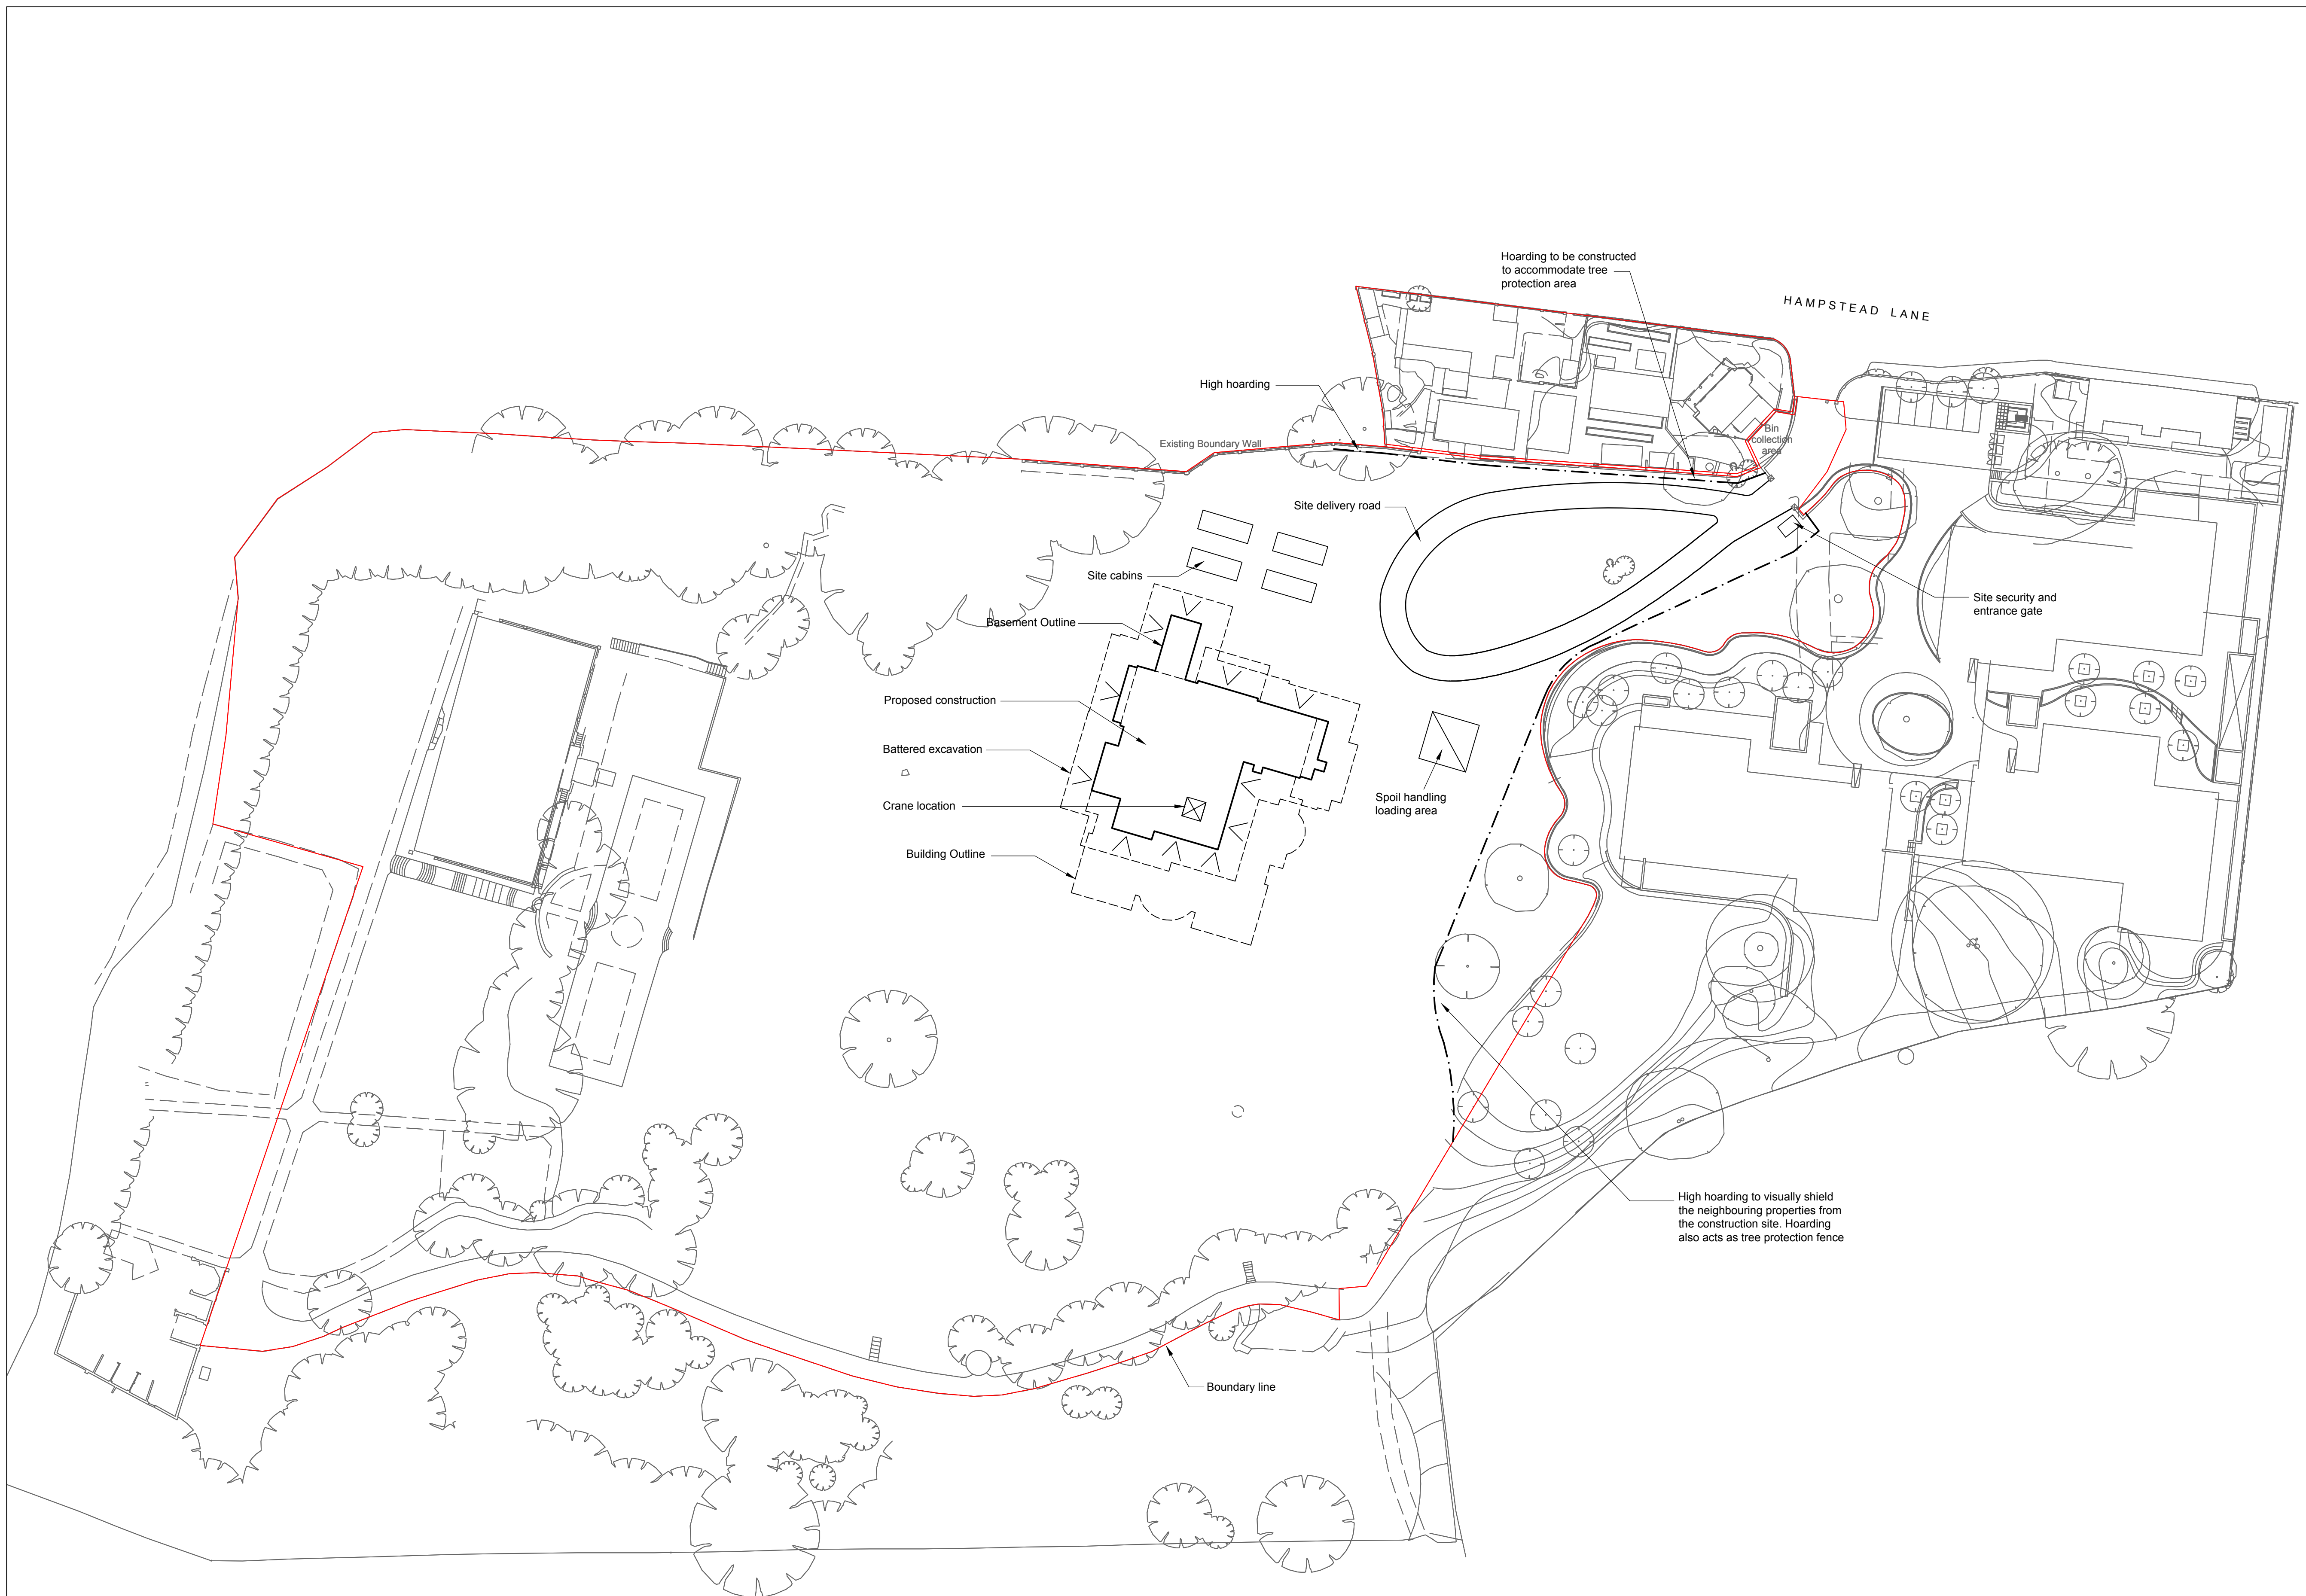 Hoarding to be constructed
to accommodate tree
protection area
HAMPSTEAD LANE
High hoarding
Existing Boundary Wall
Bin
collection
area
Site delivery road
Site cabins
Site security and
entrance gate
Basement Outline
Proposed construction
Battered excavation
Crane location
Spoil handling
loading area
Building Outline
High hoarding to visually shield
the neighbouring properties from
the construction site. Hoarding
also acts as tree protection fence
Boundary line